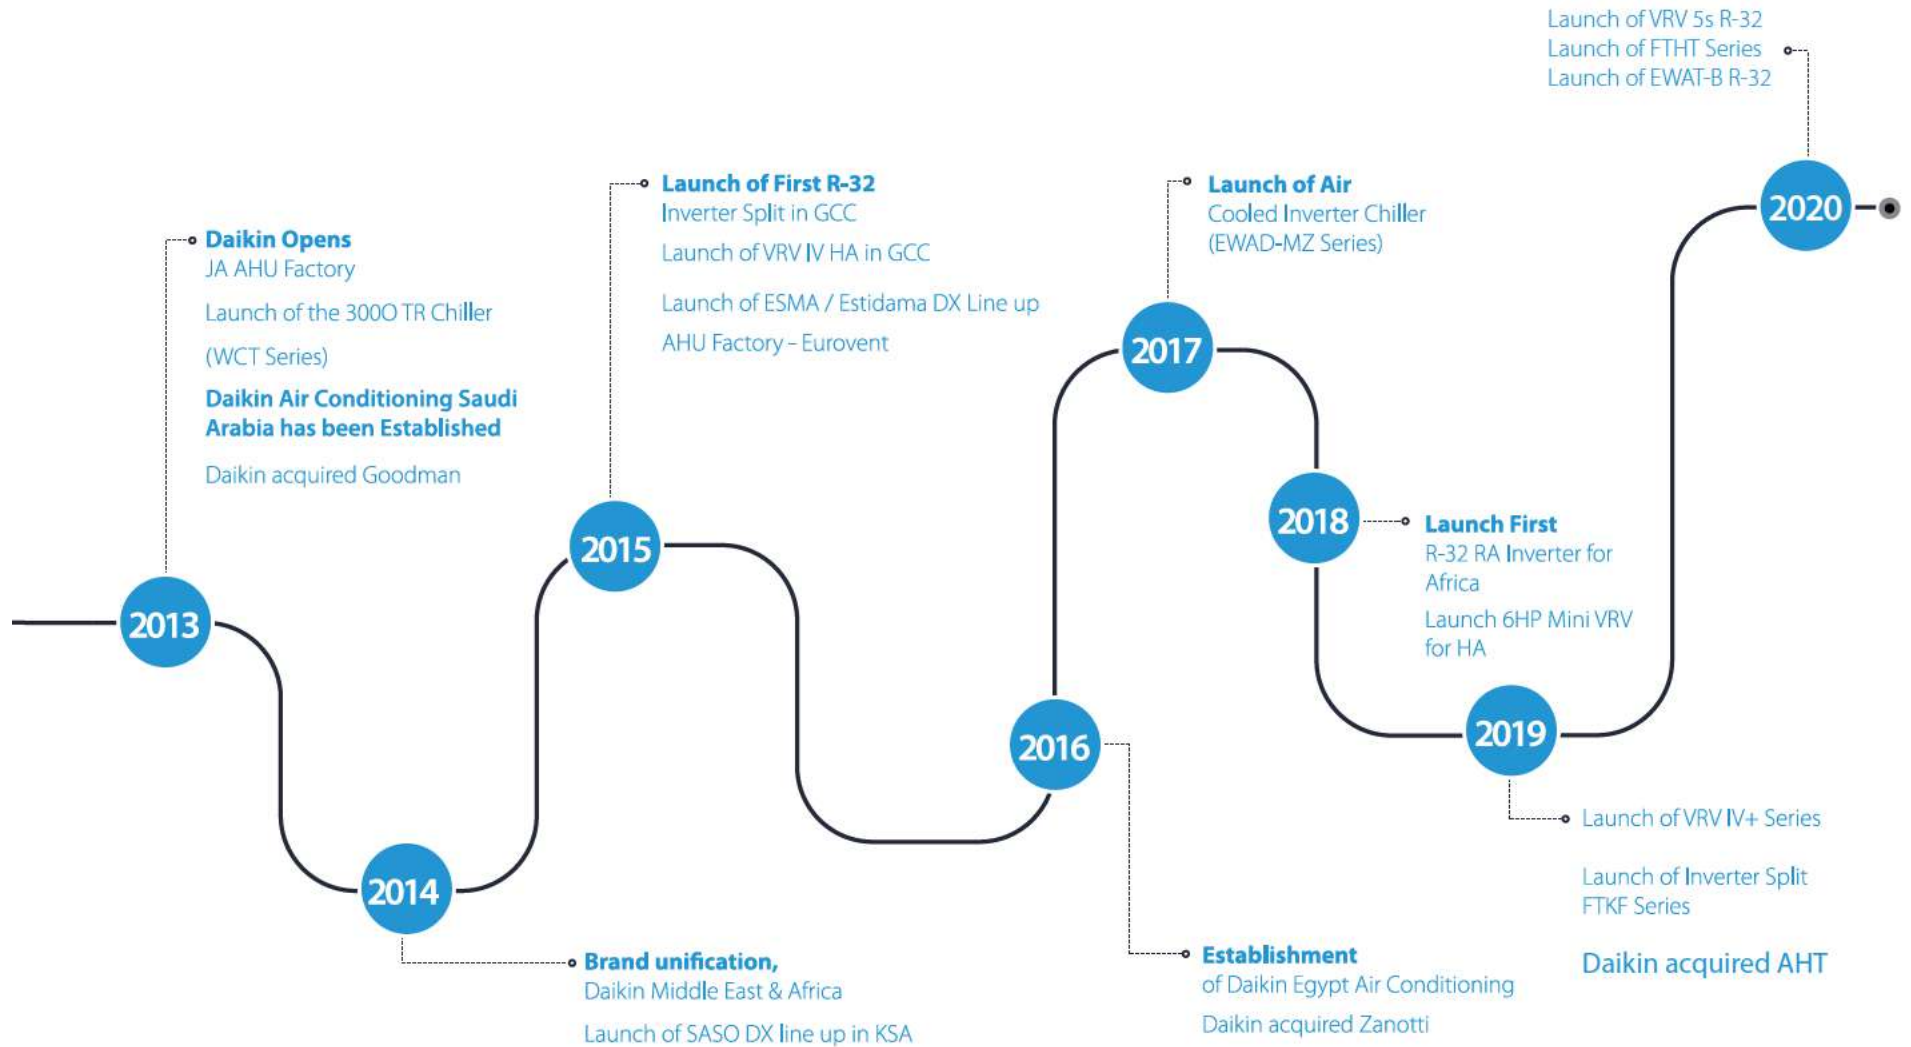 2013
Daikin Opens
JA AHU Factory
Launch of the 300O TR Chiller
(WCT Series)
Daikin Air Conditioning Saudi
Arabia has been Established
Daikin acquired Goodman
2014
Brand unification,
Daikin Middle East & Africa
Launch of SASO DX line up in KSA
2015
Launch of First R-32
Inverter Split in GCC
Launch of VRV IV HA in GCC
Launch of ESMA / Estidama DX Line up
AHU Factory – Eurovent
2016
Establishment
of Daikin Egypt Air Conditioning
Daikin acquired Zanotti
2017
Launch of Air
Cooled Inverter Chiller
(EWAD-MZ Series)
2018
Launch First
R-32 RA Inverter for
Africa
Launch 6HP Mini VRV
for HA
2019
Launch of VRV IV+ Series
Launch of Inverter Split
FTKF Series
Daikin acquired AHT
2020
Launch of VRV 5s R-32
Launch of FTHT Series
Launch of EWAT-B R-32